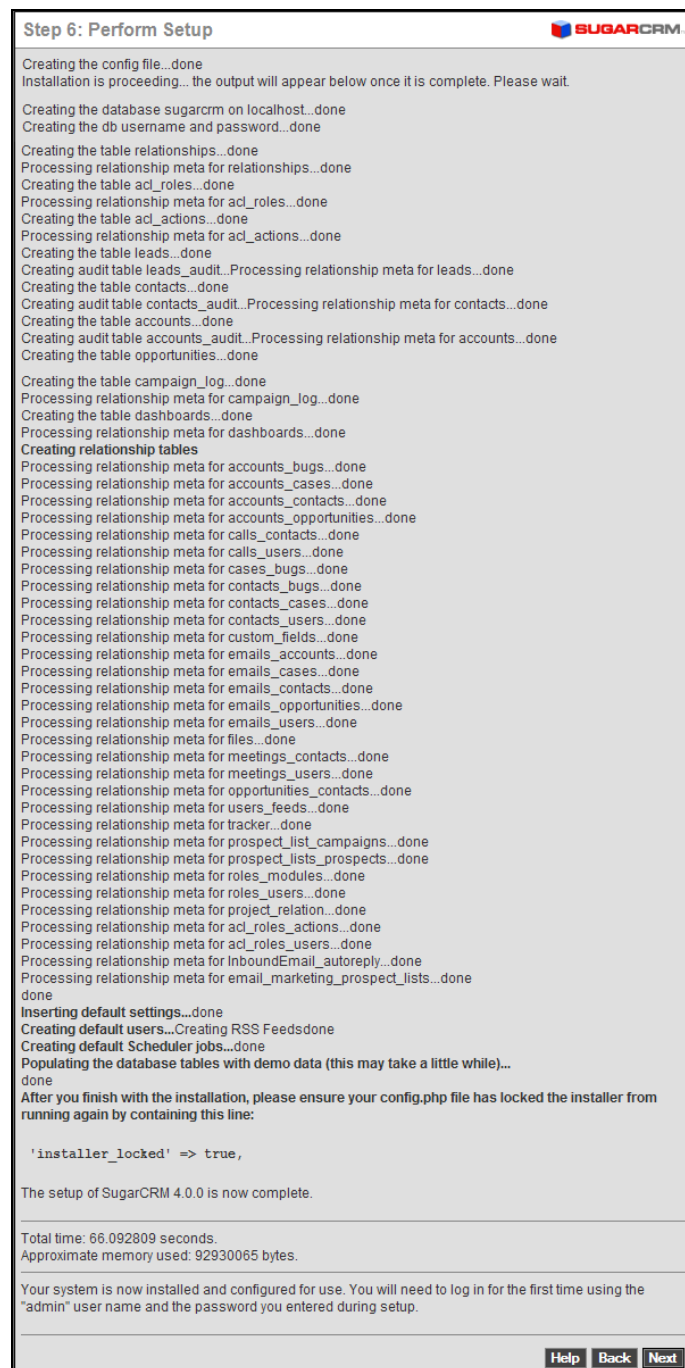 Step 6: Perform Setup
SUGARCRM
Creating the config file...done
Installation is proceeding... the output will appear below once it is complete. Please wait.
Creating the database sugarcrm on localhost...done
Creating the db username and password...done
Creating the table relationships...done
Processing relationship meta for relationships...done
Creating the table acl_roles...done
Processing relationship meta for acl_roles...done
Creating the table acl_actions...done
Processing relationship meta for acl_actions...done
Creating the table leads...done
Creating audit table leads_audit...Processing relationship meta for leads...done
Creating the table contacts...done
Creating audit table contacts_audit...Processing relationship meta for contacts...done
Creating the table accounts...done
Creating audit table accounts_audit...Processing relationship meta for accounts...done
Creating the table opportunities...done
Creating the table campaign_log...done
Processing relationship meta for campaign_log...done
Creating the table dashboards...done
Processing relationship meta for dashboards...done
Creating relationship tables
Processing relationship meta for accounts_bugs...done
Processing relationship meta for accounts_cases...done
Processing relationship meta for accounts_contacts...done
Processing relationship meta for accounts_opportunities...done
Processing relationship meta for calls_contacts...done
Processing relationship meta for calls_users...done
Processing relationship meta for cases_bugs...done
Processing relationship meta for contacts_bugs...done
Processing relationship meta for contacts_cases...done
Processing relationship meta for contacts_users...done
Processing relationship meta for custom_fields...done
Processing relationship meta for emails_accounts...done
Processing relationship meta for emails_cases...done
Processing relationship meta for emails_contacts...done
Processing relationship meta for emails_opportunities...done
Processing relationship meta for emails_users...done
Processing relationship meta for files...done
Processing relationship meta for meetings_contacts...done
Processing relationship meta for meetings_users...done
Processing relationship meta for opportunities_contacts...done
Processing relationship meta for users_feeds...done
Processing relationship meta for tracker...done
Processing relationship meta for prospect_list_campaigns...done
Processing relationship meta for prospect_lists_prospects...done
Processing relationship meta for roles_modules...done
Processing relationship meta for roles_users...done
Processing relationship meta for project_relation...done
Processing relationship meta for acl_roles_actions...done
Processing relationship meta for acl_roles_users...done
Processing relationship meta for InboundEmail_autoreply...done
Processing relationship meta for email_marketing_prospect_lists...done
done
Inserting default settings...done
Creating default users...Creating RSS Feedsdone
Creating default Scheduler jobs...done
Populating the database tables with demo data (this may take a little while)...
done
After you finish with the installation, please ensure your config.php file has locked the installer from
running again by containing this line:
'installer_locked' => true,
The setup of SugarCRM 4.0.0 is now complete.
Total time: 66.092809 seconds.
Approximate memory used: 92930065 bytes.
Your system is now installed and configured for use. You will need to log in for the first time using the
"admin" user name and the password you entered during setup.
Help Back Next